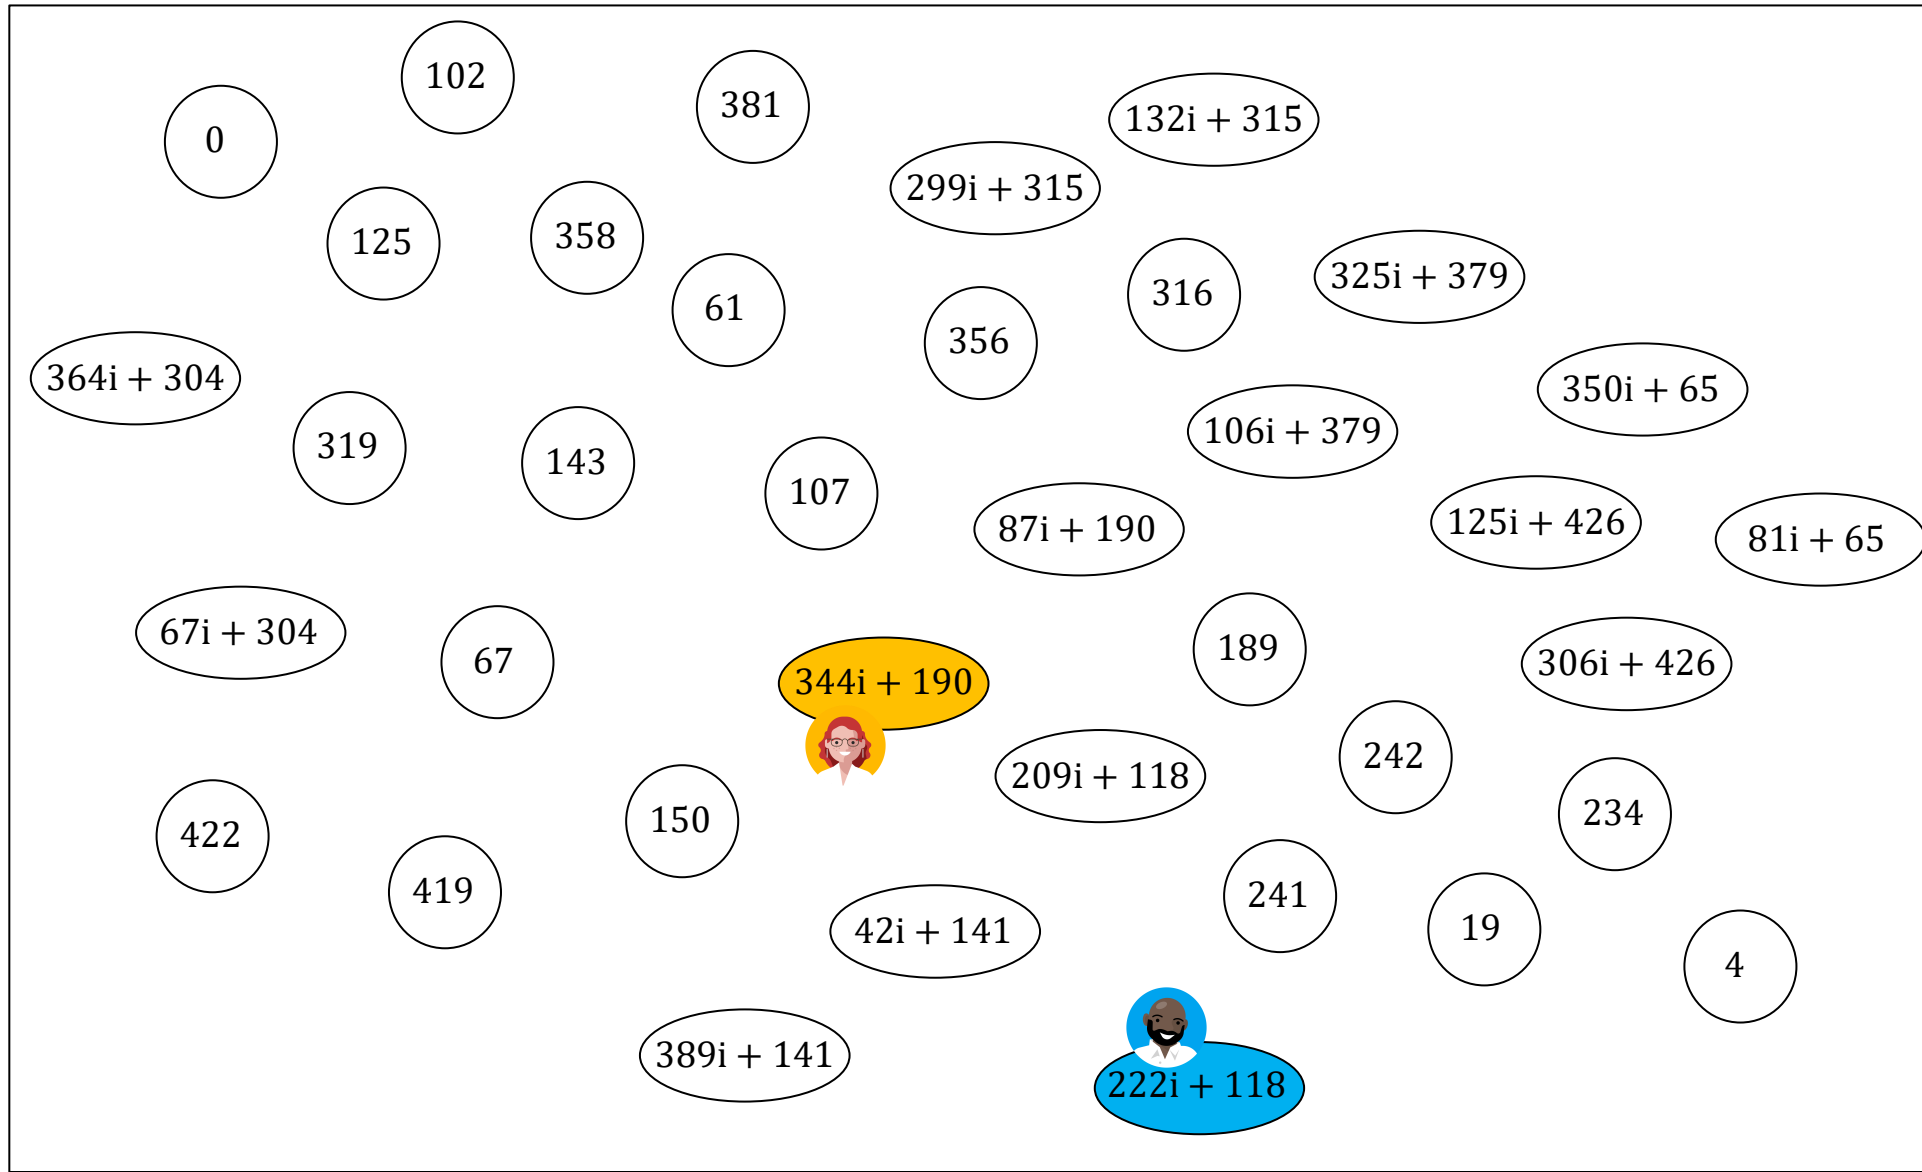 102
381
132i + 315
0
299i + 315
125
358
325i + 379
316
61
356
364i + 304
350i + 65
106i + 379
319
143
107
125i + 426
87i + 190
81i + 65
67i + 304
189
67
306i + 426
344i + 190
242
209i + 118
234
150
422
419
241
19
42i + 141
4
389i + 141
222i + 118